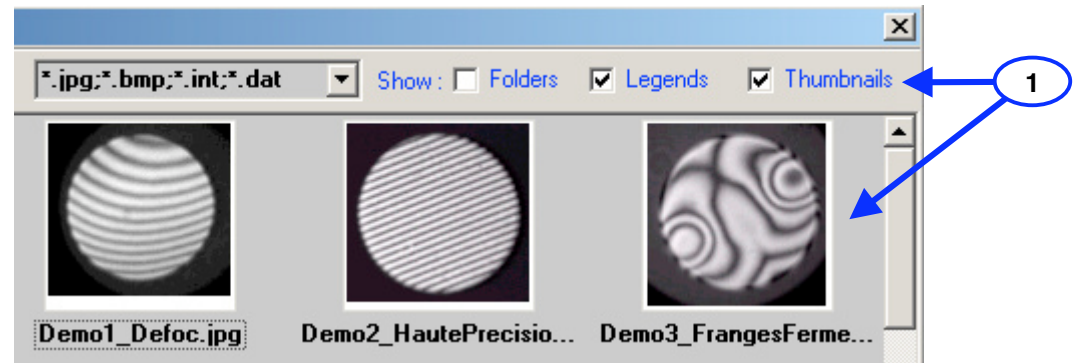 *.jpg;*.bmp;*.int;*.dat Show : Folders Legends Thumbnails
1
Demo1_Defoc.jpg Demo2_HautePrecisio... Demo3_FrangesFerme...